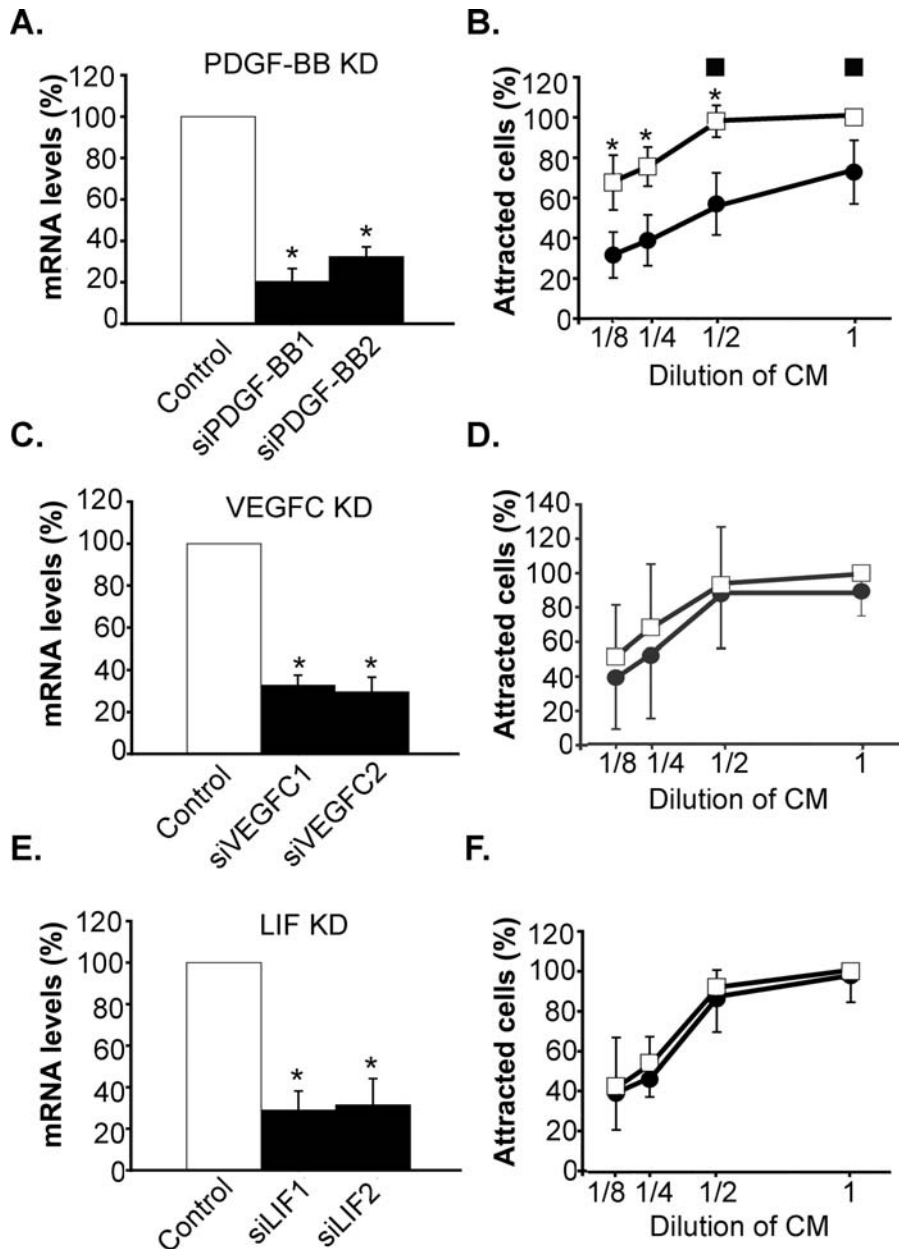 A.
PDGF-BB KD
mRNA levels (%)
120
100
80
60
40
20
0
* *
Control
siPDGF-BB1
siPDGF-BB2
B.
Attracted cells (%)
120
100
80
60
40
20
0
* * *
1/8 1/4 1/2 1
Dilution of CM
C.
VEGFC KD
mRNA levels (%)
120
100
80
60
40
20
0
* *
Control
siVEGFC1
siVEGFC2
D.
Attracted cells (%)
140
120
100
80
60
40
20
0
1/8 1/4 1/2 1
Dilution of CM
E.
LIF KD
mRNA levels (%)
120
100
80
60
40
20
0
* *
Control
siLIF1
siLIF2
F.
Attracted cells (%)
120
100
80
60
40
20
0
1/8 1/4 1/2 1
Dilution of CM